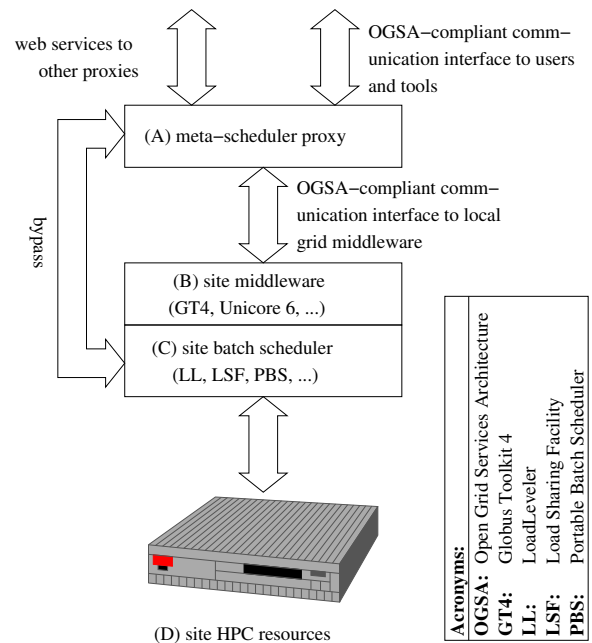 web services to
other proxies
OGSA−compliant comm−
unication interface to users
and tools
(A) meta−scheduler proxy
bypass
OGSA−compliant comm−
unication interface to local
grid middleware
(B) site middleware
(GT4, Unicore 6, ...)
(C) site batch scheduler
(LL, LSF, PBS, ...)
(D) site HPC resources
Acronyms:
OGSA: Open Grid Services Architecture
GT4: Globus Toolkit 4
LL: LoadLeveler
LSF: Load Sharing Facility
PBS: Portable Batch Scheduler